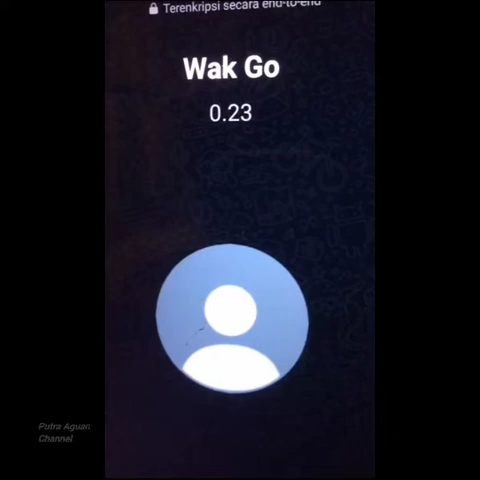 Terenkripsi secara end-to-end
Wak Go
0.23
Putra Aguan
Channel